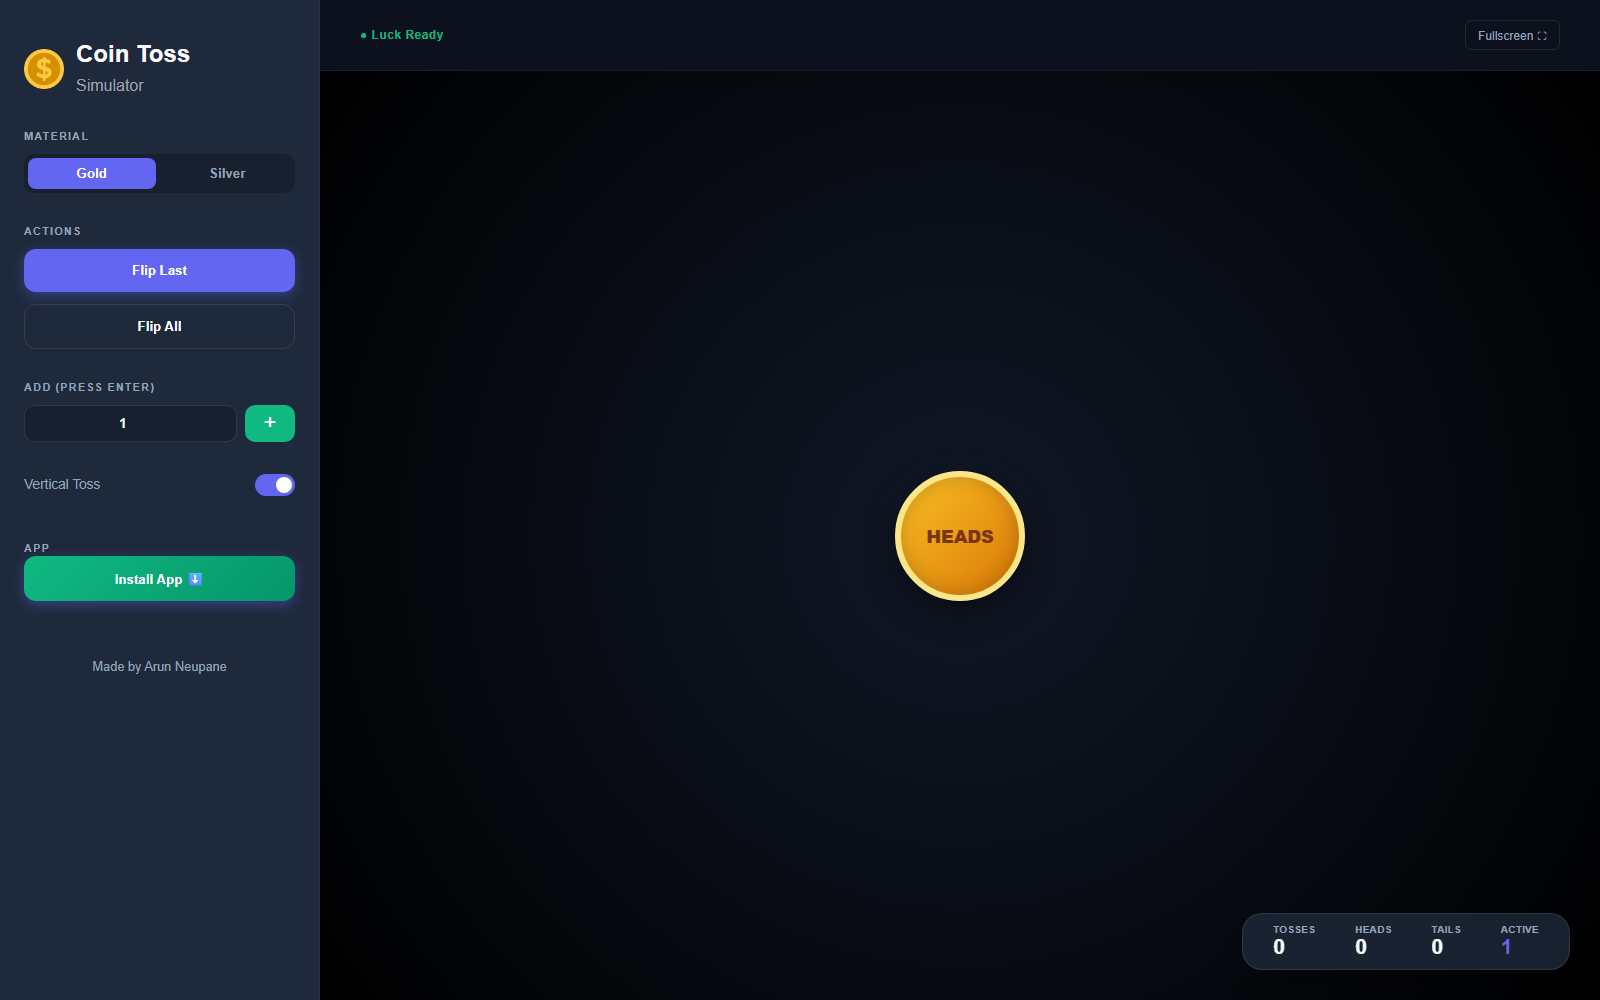 $
Coin Toss
Simulator
MATERIAL
Gold
Silver
ACTIONS
Flip Last
Flip All
ADD (PRESS ENTER)
1
+
Vertical Toss
APP
Install App ⬇️
Made by Arun Neupane
● Luck Ready
Fullscreen ⛶
HEADS
TOSSES
0
HEADS
0
TAILS
0
ACTIVE
1